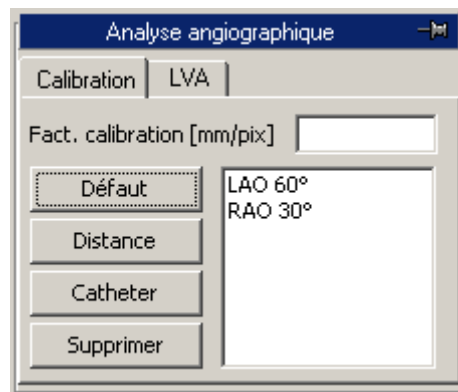 Analyse angiographique
Calibration LVA
Fact. calibration [mm/pix]
Défaut
Distance
Catheter
Supprimer
LAO 60°
RAO 30°